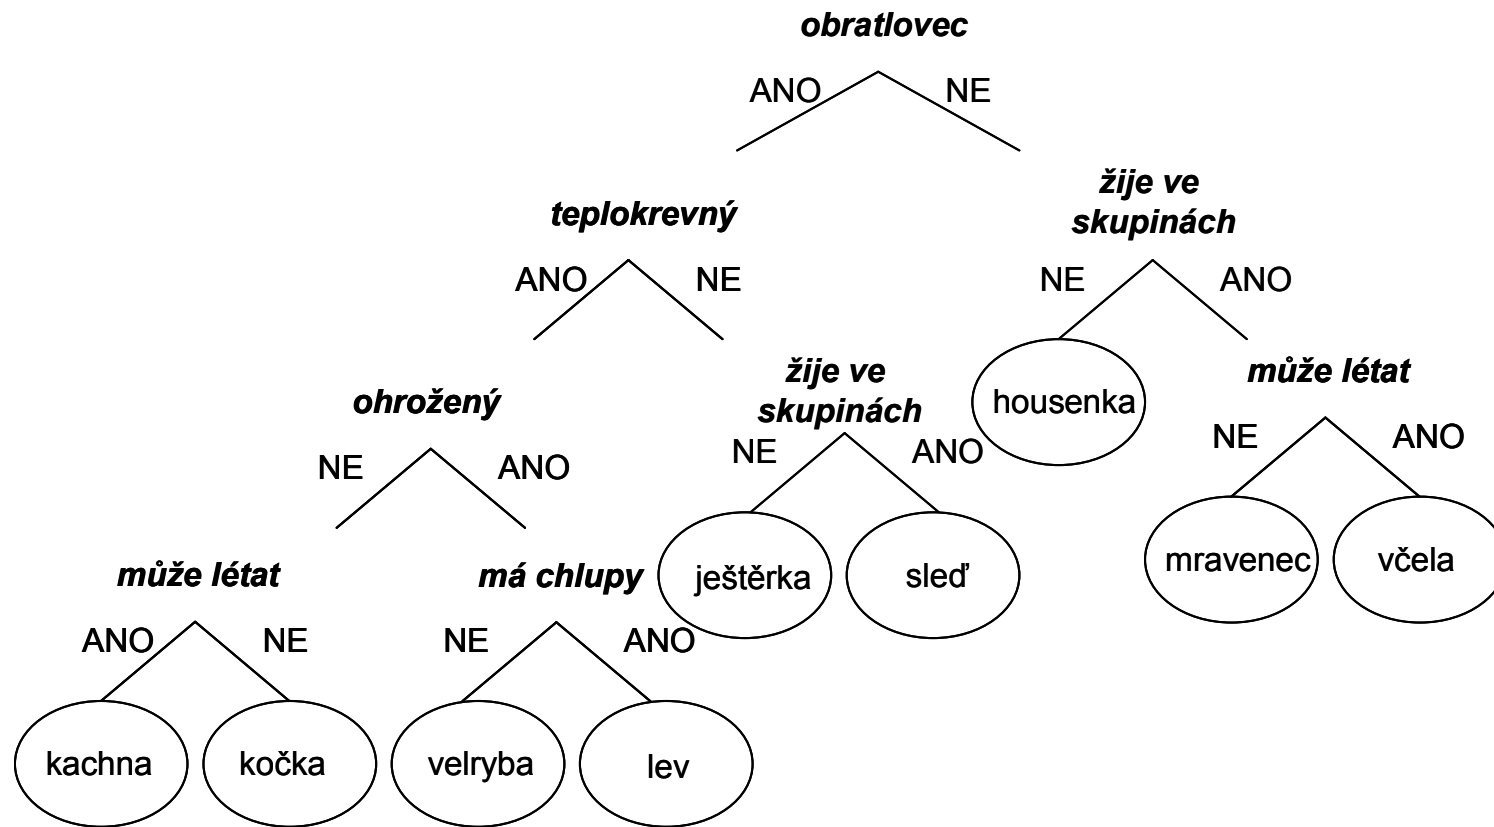 obratlovec
ANO NE
teplokrevný
žije ve
skupinách
ANO NE
NE ANO
ohrožený
žije ve
skupinách
housenka
může létat
NE ANO
NE ANO
NE ANO
může létat
má chlupy
ještěrka
sleď
mravenec
včela
ANO NE
NE ANO
kachna
kočka
velryba
lev